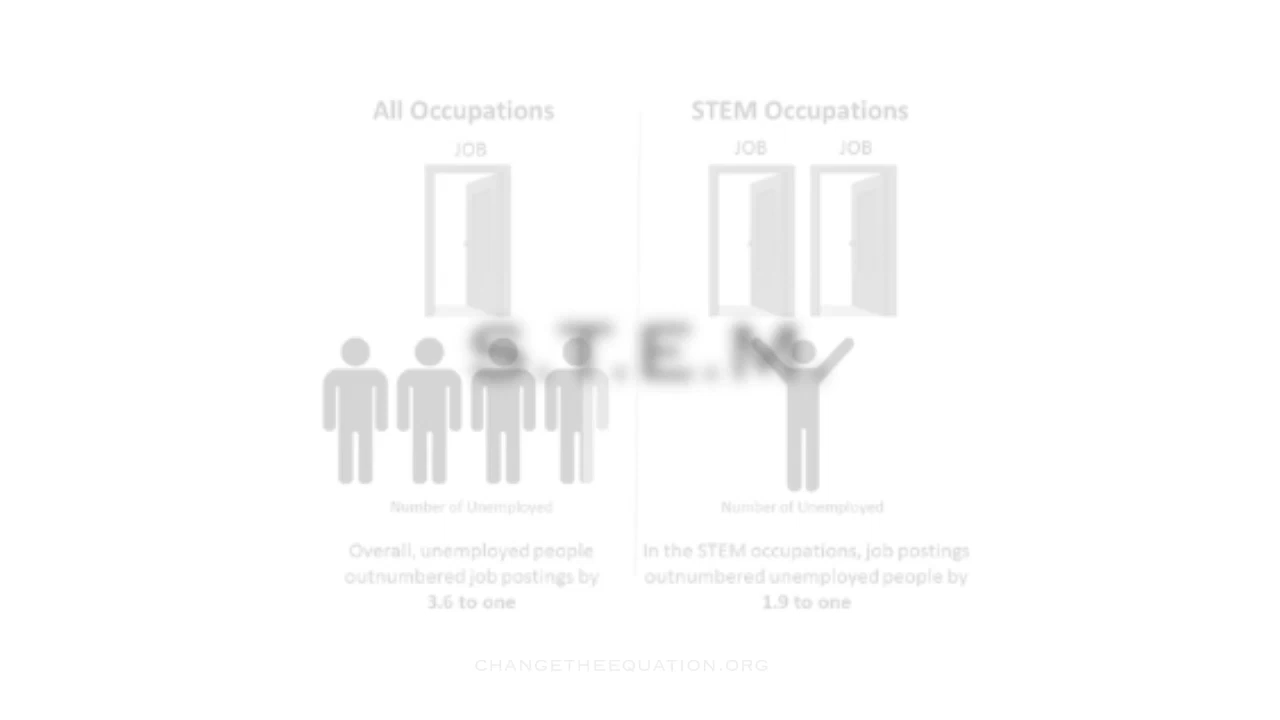 All Occupations
JOB
Number of Unemployed
Overall, unemployed people
outnumbered job postings by
3.6 to one
STEM Occupations
JOB JOB
Number of Unemployed
In the STEM occupations, job postings
outnumbered unemployed people by
1.9 to one
S.T.E.M
CHANGETHEEQUATION.ORG